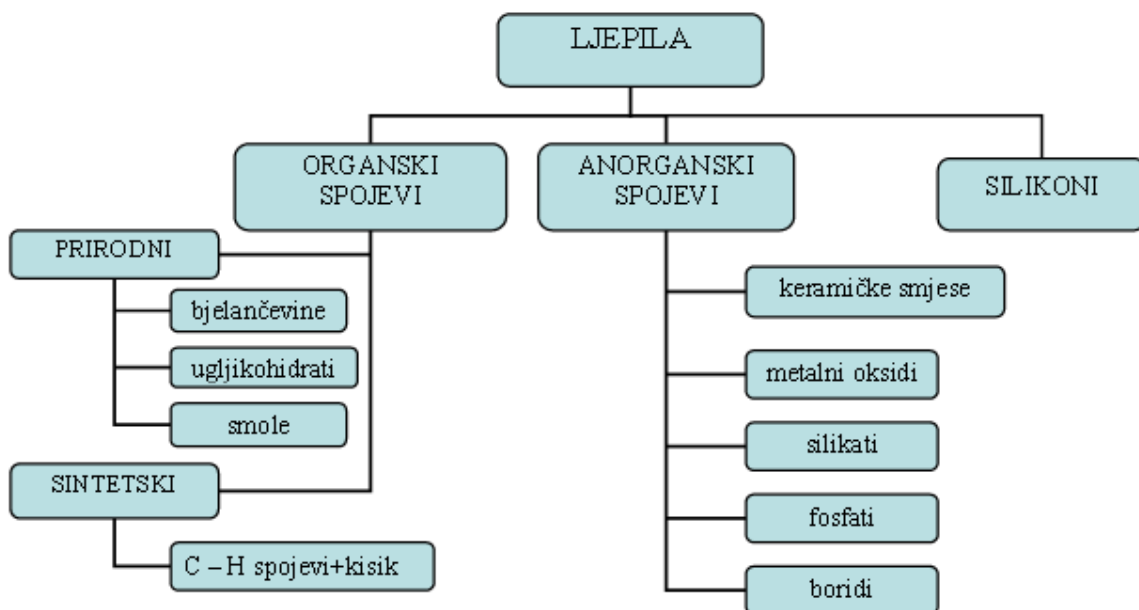 LJEPILA
ORGANSKI
SPOJEVI
ANORGANSKI
SPOJEVI
SILIKONI
PRIRODNI
bjelančevine
ugljikohidrati
smole
SINTETSKI
C – H spojevi+kisik
keramičke smjese
metalni oksidi
silikati
fosfati
boridi